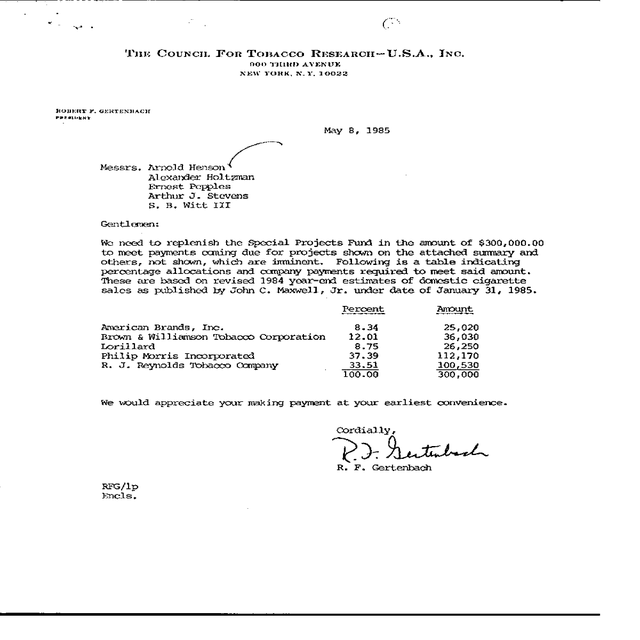 THE COUNCIL FOR TOBACCO RESEARCH—U.S.A., INC.
900 THIRD AVENUE
NEW YORK, N.Y. 10022
ROBERT F. GERTENBACH
PRESIDENT
May 8, 1985
Messrs. Arnold Henson
Alexander Holtzman
Ernest Pepples
Arthur J. Stevens
S. B. Witt III
Gentlemen:
We need to replenish the Special Projects Fund in the amount of $300,000.00
to meet payments coming due for projects shown on the attached summary and
others, not shown, which are imminent. Following is a table indicating
percentage allocations and company payments required to meet said amount.
These are based on revised 1984 year-end estimates of domestic cigarette
sales as published by John C. Maxwell, Jr. under date of January 31, 1985.
Percent Amount
American Brands, Inc. 8.34 25,020
Brown & Williamson Tobacco Corporation 12.01 36,030
Lorillard 8.75 26,250
Philip Morris Incorporated 37.39 112,170
R. J. Reynolds Tobacco Company 33.51 100,530
100.00 300,000
We would appreciate your making payment at your earliest convenience.
Cordially,
R. F. Gertenbach
R. F. Gertenbach
RFG/lp
Encls.